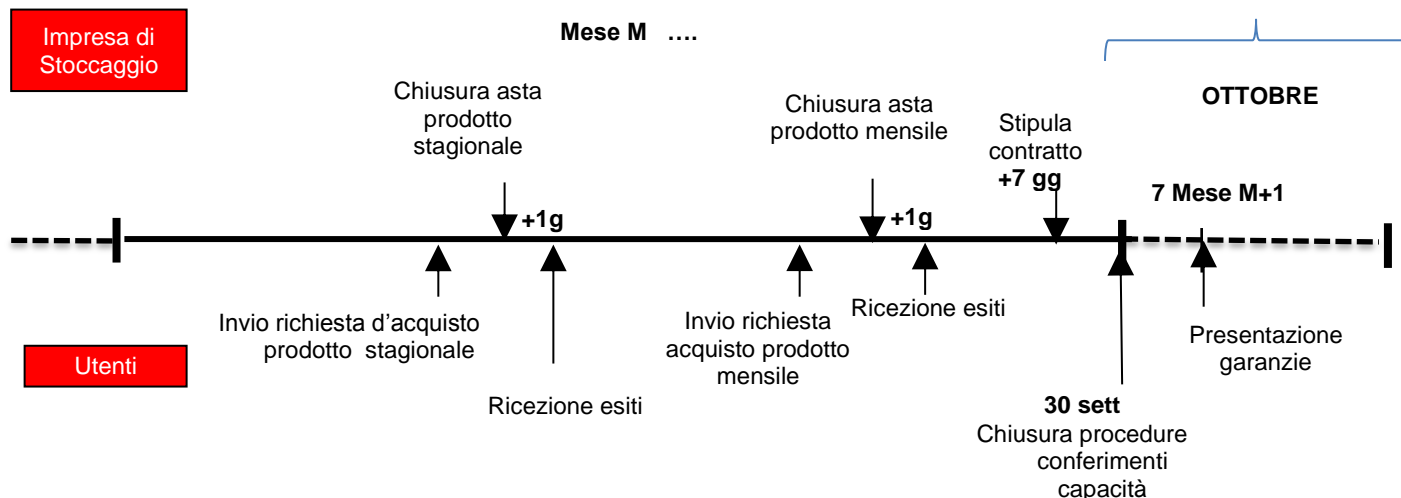 Impresa di
Stoccaggio
Mese M ....
OTTOBRE
Chiusura asta
prodotto
stagionale
Chiusura asta
prodotto mensile
Stipula
contratto
+7 gg
7 Mese M+1
+1g
+1g
Invio richiesta d'acquisto
prodotto stagionale
Ricezione esiti
Invio richiesta
acquisto prodotto
mensile
Ricezione esiti
Presentazione
garanzie
Utenti
30 sett
Chiusura procedure
conferimenti
capacità